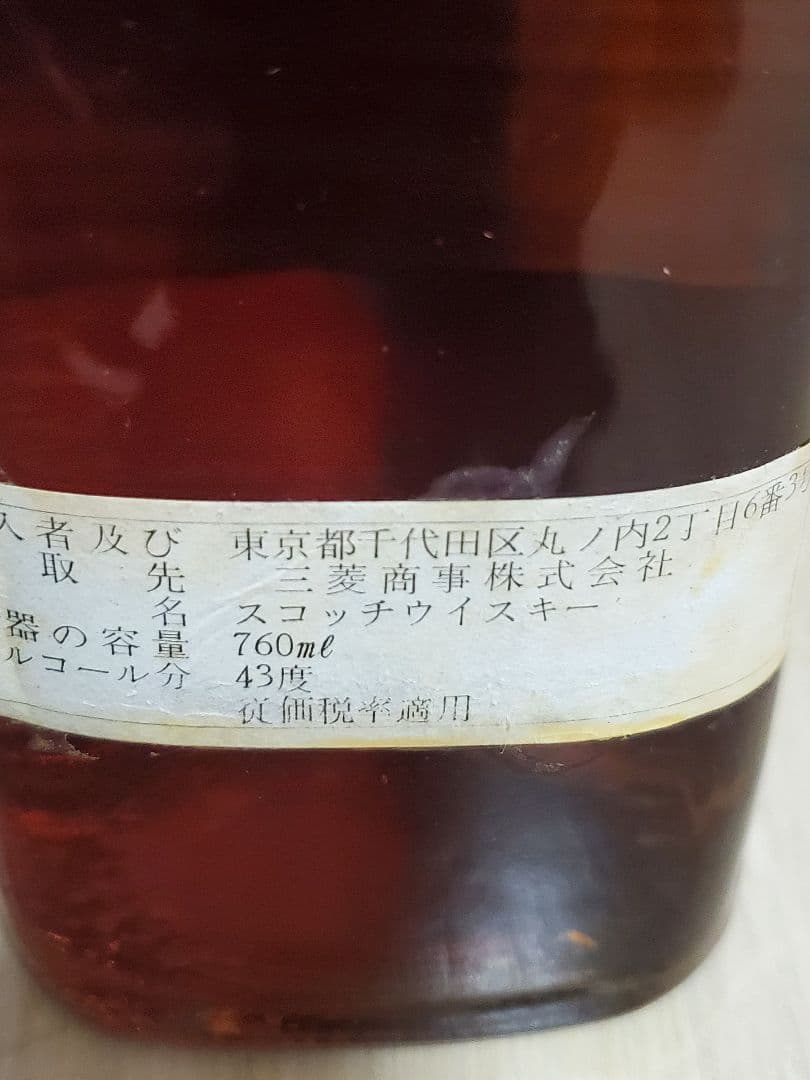 入者及び 東京都千代田区丸ノ内2丁目6番3号
取先 三菱商事株式会社
名 スコッチウイスキー
器の容量 760ml
ルコール分 43度
従価税率適用